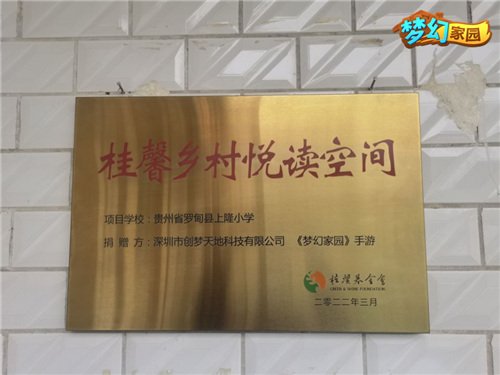 梦幻家园
桂馨乡村悦读空间
项目学校：贵州省罗甸县上隆小学
捐赠方：深圳市创梦天地科技有限公司 《梦幻家园》手游
桂馨基金会
GREEN & SHINE FOUNDATION
二零二二年三月